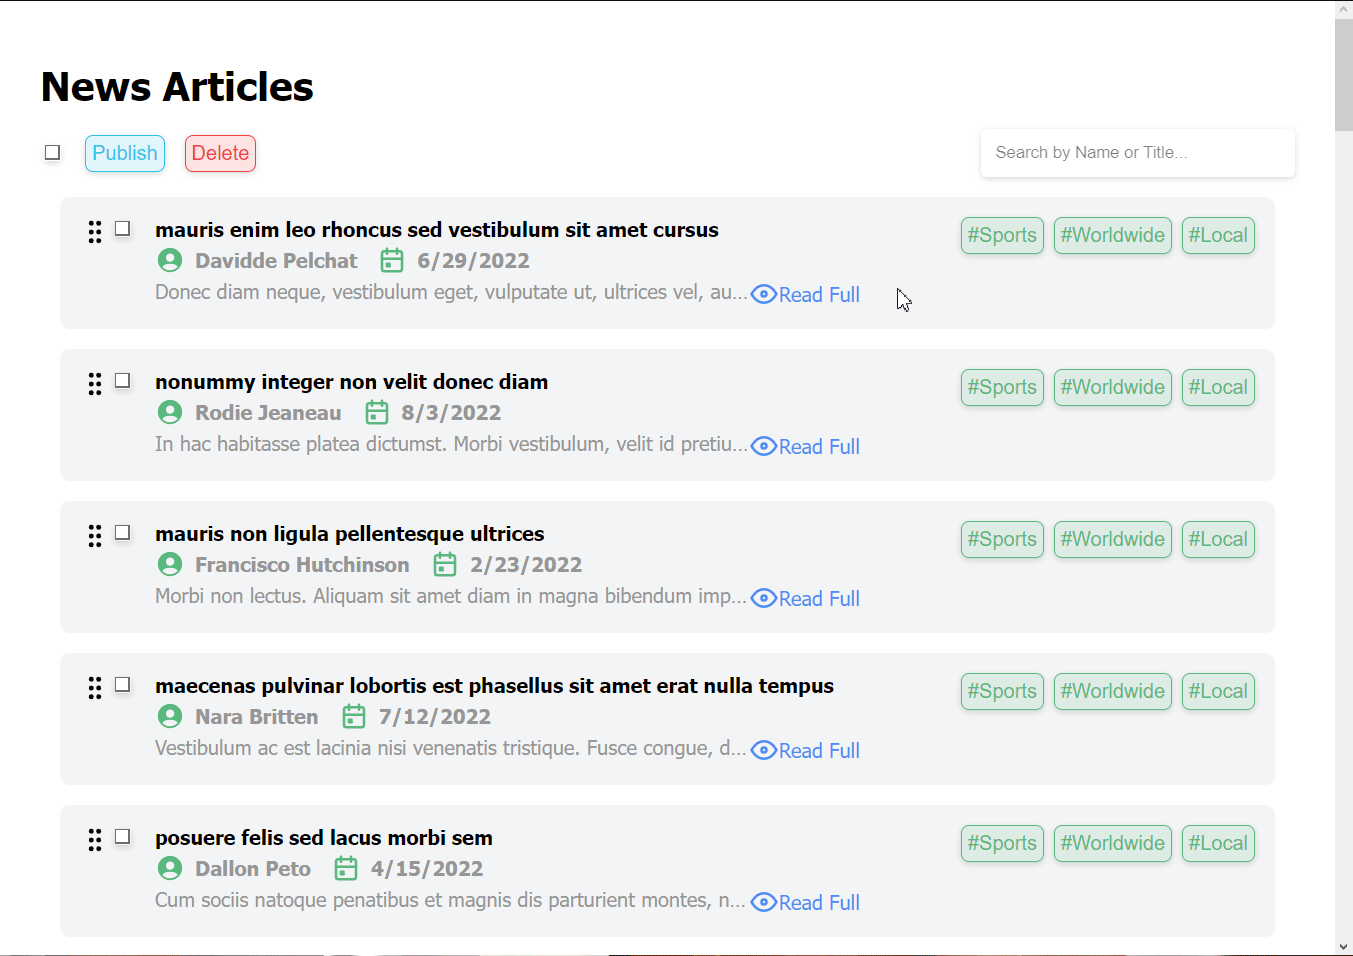 News Articles
Publish Delete Search by Name or Title...
mauris enim leo rhoncus sed vestibulum sit amet cursus #Sports #Worldwide #Local
Davidde Pelchat 6/29/2022
Donec diam neque, vestibulum eget, vulputate ut, ultrices vel, au... Read Full
nonummy integer non velit donec diam #Sports #Worldwide #Local
Rodie Jeaneau 8/3/2022
In hac habitasse platea dictumst. Morbi vestibulum, velit id pretiu... Read Full
mauris non ligula pellentesque ultrices #Sports #Worldwide #Local
Francisco Hutchinson 2/23/2022
Morbi non lectus. Aliquam sit amet diam in magna bibendum imp... Read Full
maecenas pulvinar lobortis est phasellus sit amet erat nulla tempus #Sports #Worldwide #Local
Nara Britten 7/12/2022
Vestibulum ac est lacinia nisi venenatis tristique. Fusce congue, d... Read Full
posuere felis sed lacus morbi sem #Sports #Worldwide #Local
Dallon Peto 4/15/2022
Cum sociis natoque penatibus et magnis dis parturient montes, n... Read Full